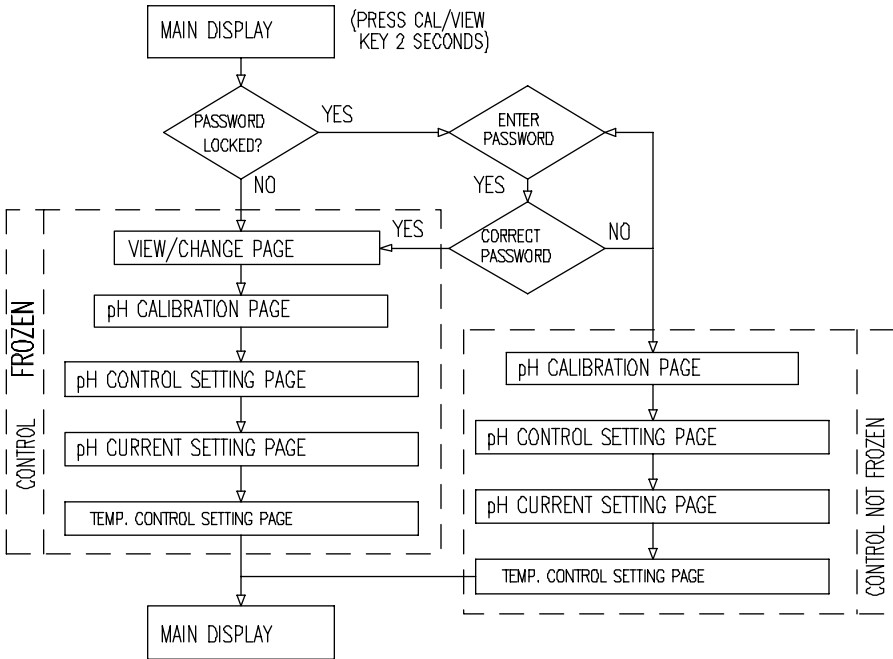 MAIN DISPLAY
(PRESS CAL/VIEW
KEY 2 SECONDS)
PASSWORD
LOCKED?
YES
ENTER
PASSWORD
NO
YES
VIEW/CHANGE PAGE
YES
CORRECT
PASSWORD
NO
pH CALIBRATION PAGE
pH CONTROL SETTING PAGE
pH CURRENT SETTING PAGE
TEMP. CONTROL SETTING PAGE
CONTROL
FROZEN
pH CALIBRATION PAGE
pH CONTROL SETTING PAGE
pH CURRENT SETTING PAGE
TEMP. CONTROL SETTING PAGE
CONTROL NOT FROZEN
MAIN DISPLAY